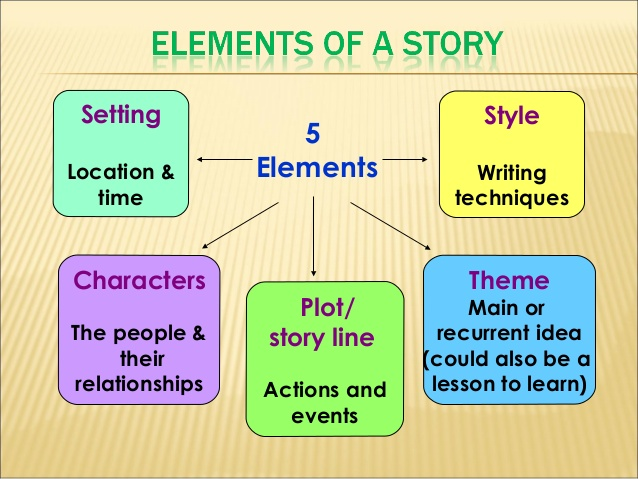 ELEMENTS OF A STORY
5
Elements
Setting
Location &
time
Style
Writing
techniques
Characters
The people &
their
relationships
Plot/
story line
Actions and
events
Theme
Main or
recurrent idea
(could also be a
lesson to learn)